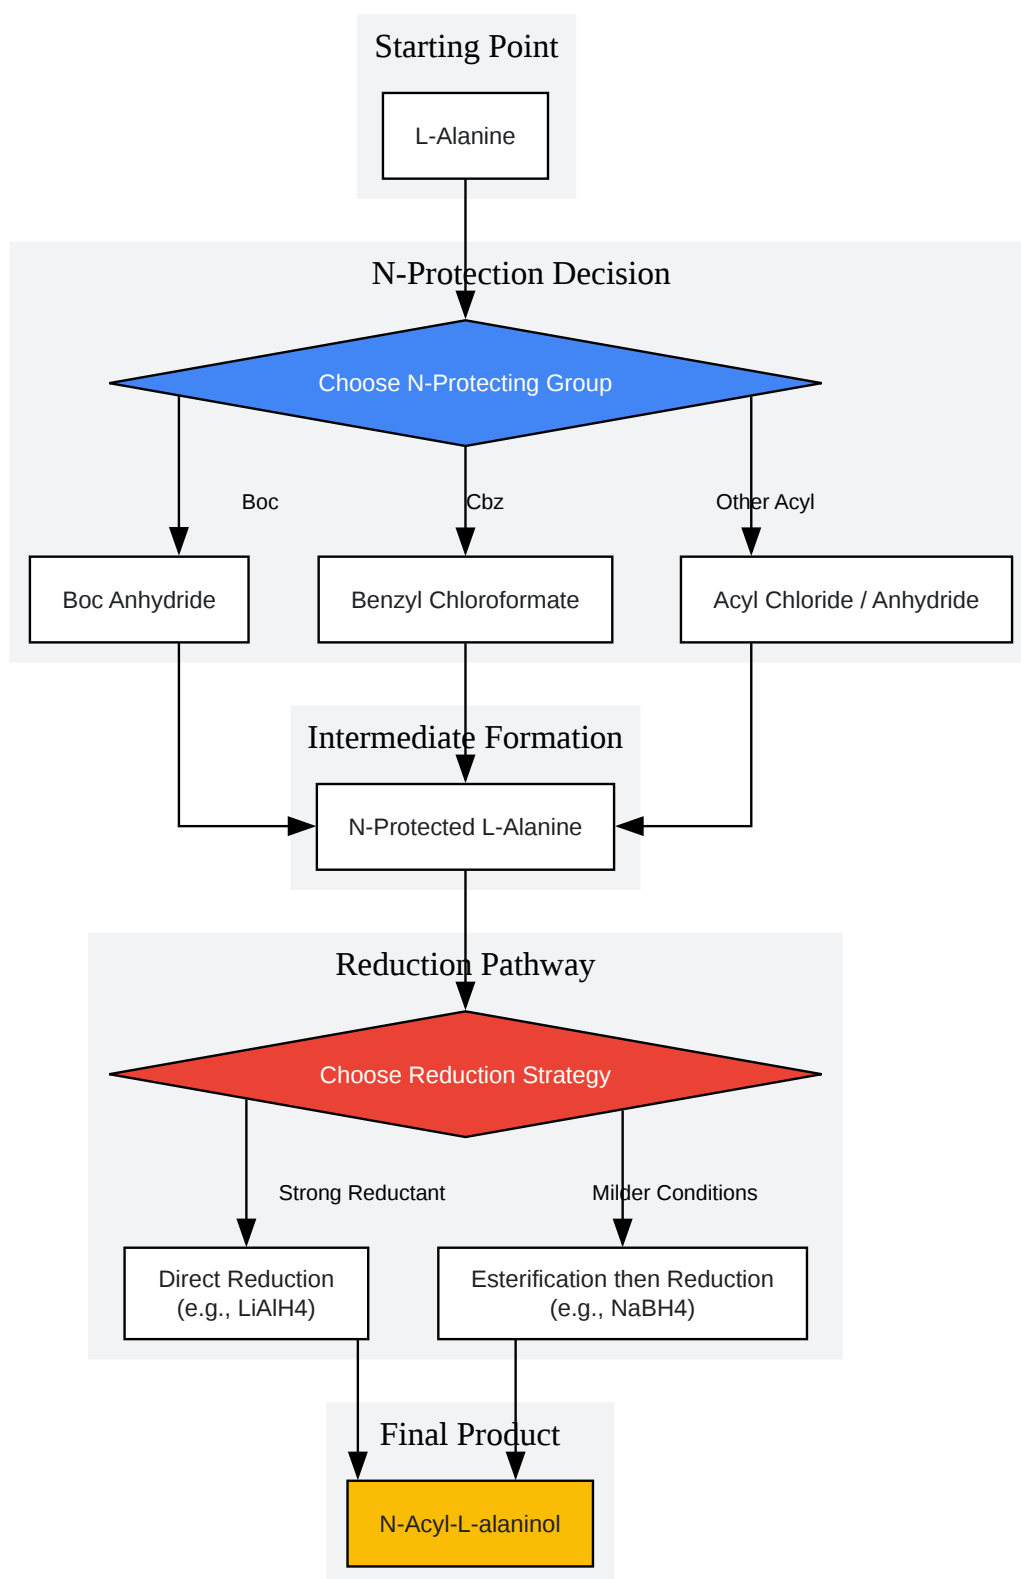 Starting Point
L-Alanine
N-Protection Decision
Choose N-Protecting Group
Boc
Cbz
Other Acyl
Boc Anhydride
Benzyl Chloroformate
Acyl Chloride / Anhydride
Intermediate Formation
N-Protected L-Alanine
Reduction Pathway
Choose Reduction Strategy
Strong Reductant
Milder Conditions
Direct Reduction
(e.g., LiAlH4)
Esterification then Reduction
(e.g., NaBH4)
Final Product
N-Acyl-L-alaninol